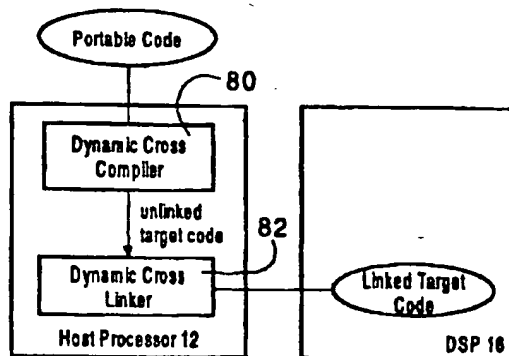 Portable Code
80
Dynamic Cross
Compiler
unlinked
target code
82
Dynamic Cross
Linker
Linked Target
Code
Host Processor 12
DSP 16